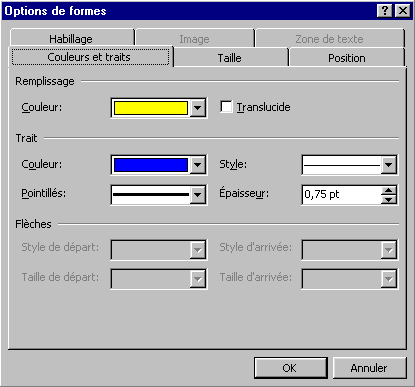 Options de formes
Habillage Image Zone de texte
Couleurs et traits Taille Position
Remplissage
Couleur: Translucide
Trait
Couleur: Style:
Pointillés: Épaisseur: 0,75 pt
Flèches
Style de départ: Style d'arrivée:
Taille de départ: Taille d'arrivée:
OK Annuler